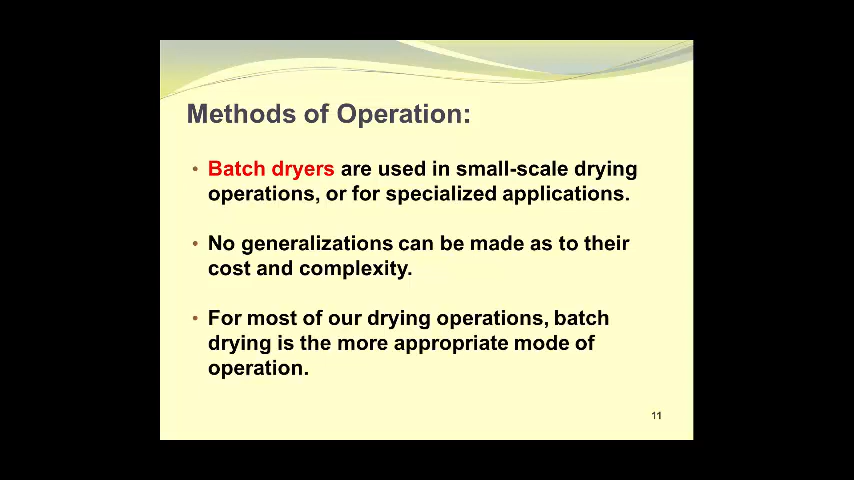 Methods of Operation:
• Batch dryers are used in small-scale drying
operations, or for specialized applications.
• No generalizations can be made as to their
cost and complexity.
• For most of our drying operations, batch
drying is the more appropriate mode of
operation.
11